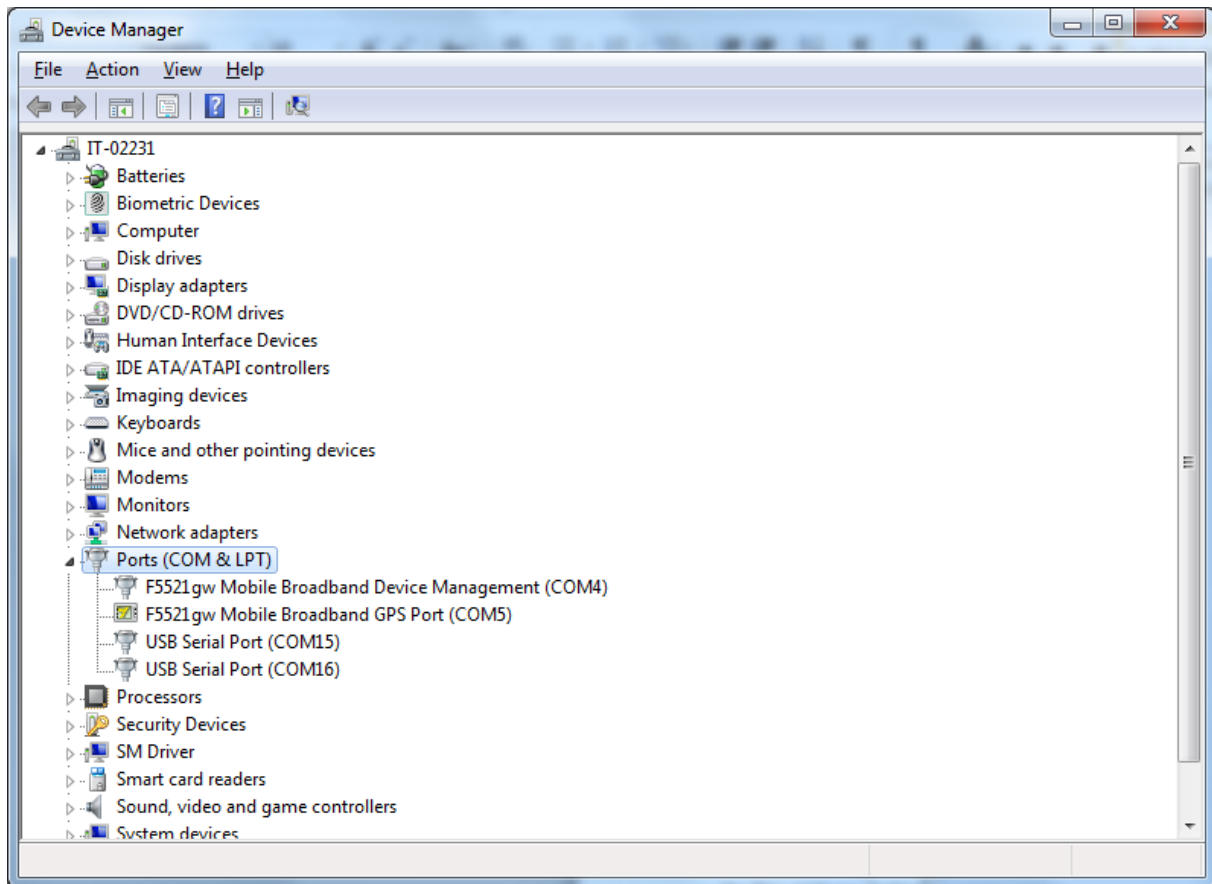 Device Manager
File Action View Help
IT-02231
Batteries
Biometric Devices
Computer
Disk drives
Display adapters
DVD/CD-ROM drives
Human Interface Devices
IDE ATA/ATAPI controllers
Imaging devices
Keyboards
Mice and other pointing devices
Modems
Monitors
Network adapters
Ports (COM & LPT)
F5521gw Mobile Broadband Device Management (COM4)
F5521gw Mobile Broadband GPS Port (COM5)
USB Serial Port (COM15)
USB Serial Port (COM16)
Processors
Security Devices
SM Driver
Smart card readers
Sound, video and game controllers
System devices